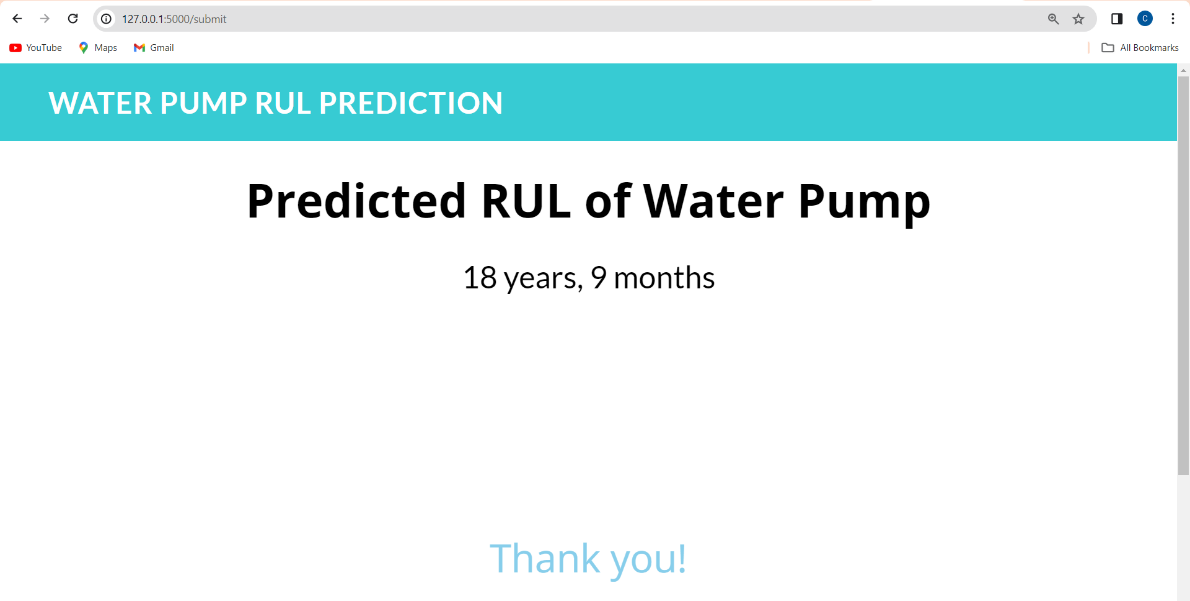 127.0.0.1:5000/submit
C
YouTube Maps Gmail All Bookmarks
WATER PUMP RUL PREDICTION
Predicted RUL of Water Pump
18 years, 9 months
Thank you!